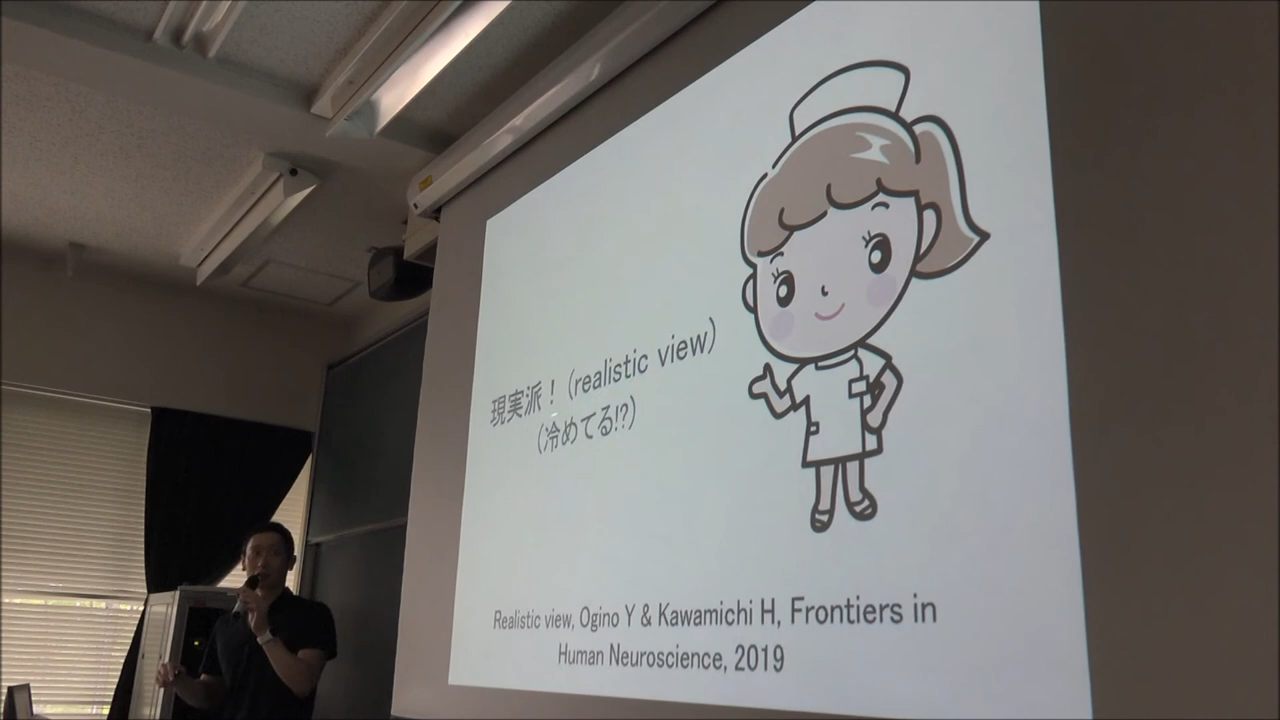 現実派！(realistic view)
(冷めてる!?)
Realistic view, Ogino Y & Kawamichi H, Frontiers in
Human Neuroscience, 2019